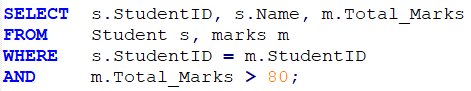 SELECT s.StudentID, s.Name, m.Total_Marks
FROM Student s, marks m
WHERE s.StudentID = m.StudentID
AND m.Total_Marks > 80;